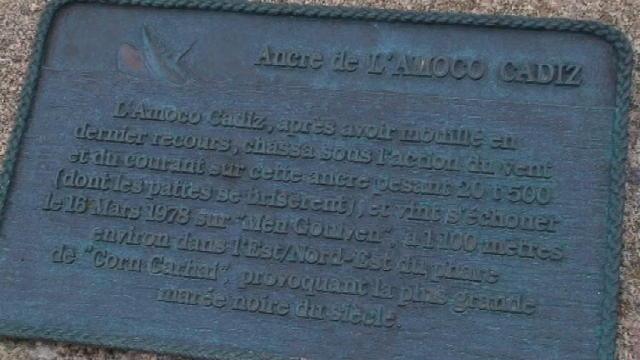 Ancre de L'AMOCO CADIZ
L'Amoco Cadiz, après avoir mouillé en
dernier recours, chassa sous l'action du vent
et du courant sur cette ancre pesant 20 t 500
(dont les pattes se brisèrent), et vint s'échouer
le 16 Mars 1978 sur "Men Goulven", à 1.100 mètres
environ dans l'Est/Nord-Est du phare
de "Corn Carhai", provoquant la plus grande
marée noire du siècle.